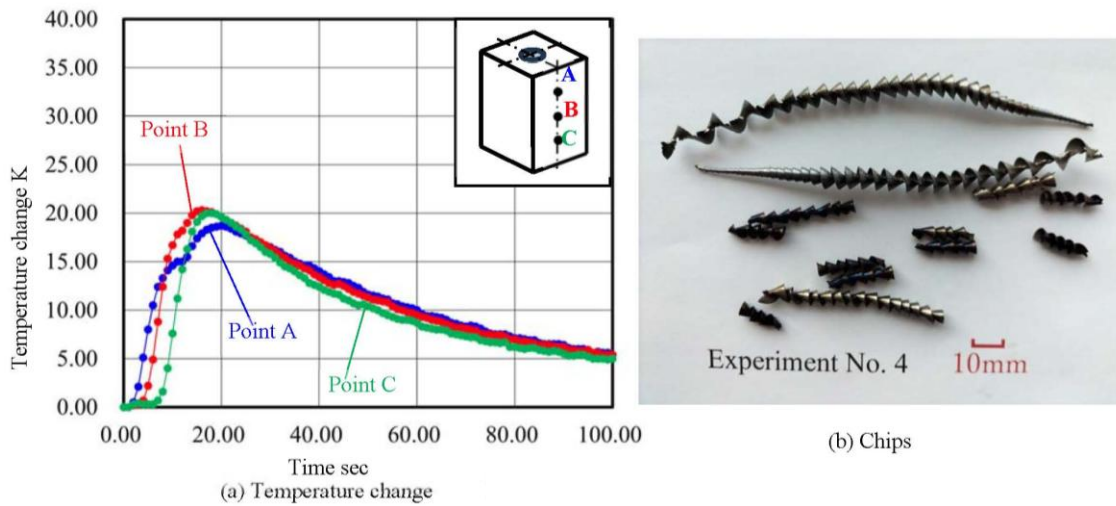 40.00
35.00
30.00
25.00
20.00
15.00
10.00
5.00
0.00
Temperature change K
0.00 20.00 40.00 60.00 80.00 100.00
Time sec
Point B
Point A
Point C
A
B
C
(a) Temperature change
Experiment No. 4 10mm
(b) Chips